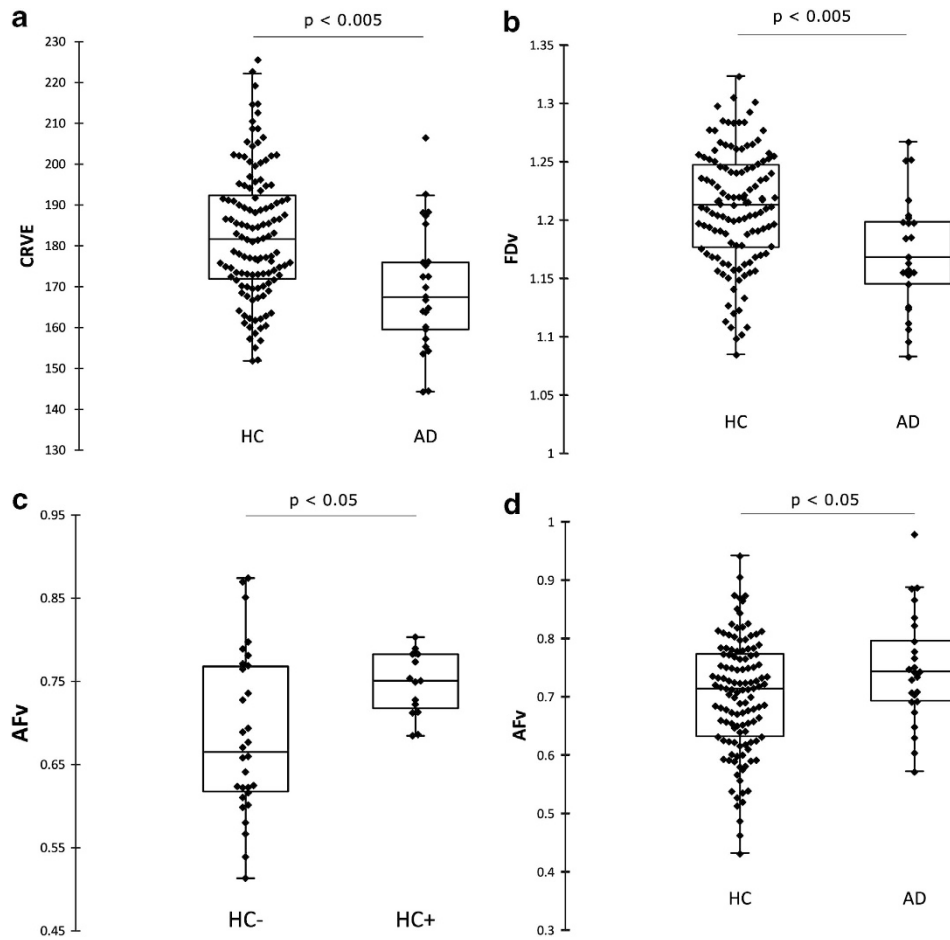 a
p < 0.005
230
220
210
200
190
180
170
160
150
140
130
CRVE
HC
AD
b
p < 0.005
1.35
1.3
1.25
1.2
1.15
1.1
1.05
1
FDv
HC
AD
c
p < 0.05
0.95
0.85
0.75
0.65
0.55
0.45
AFv
HC-
HC+
d
p < 0.05
1
0.9
0.8
0.7
0.6
0.5
0.4
0.3
AFv
HC
AD